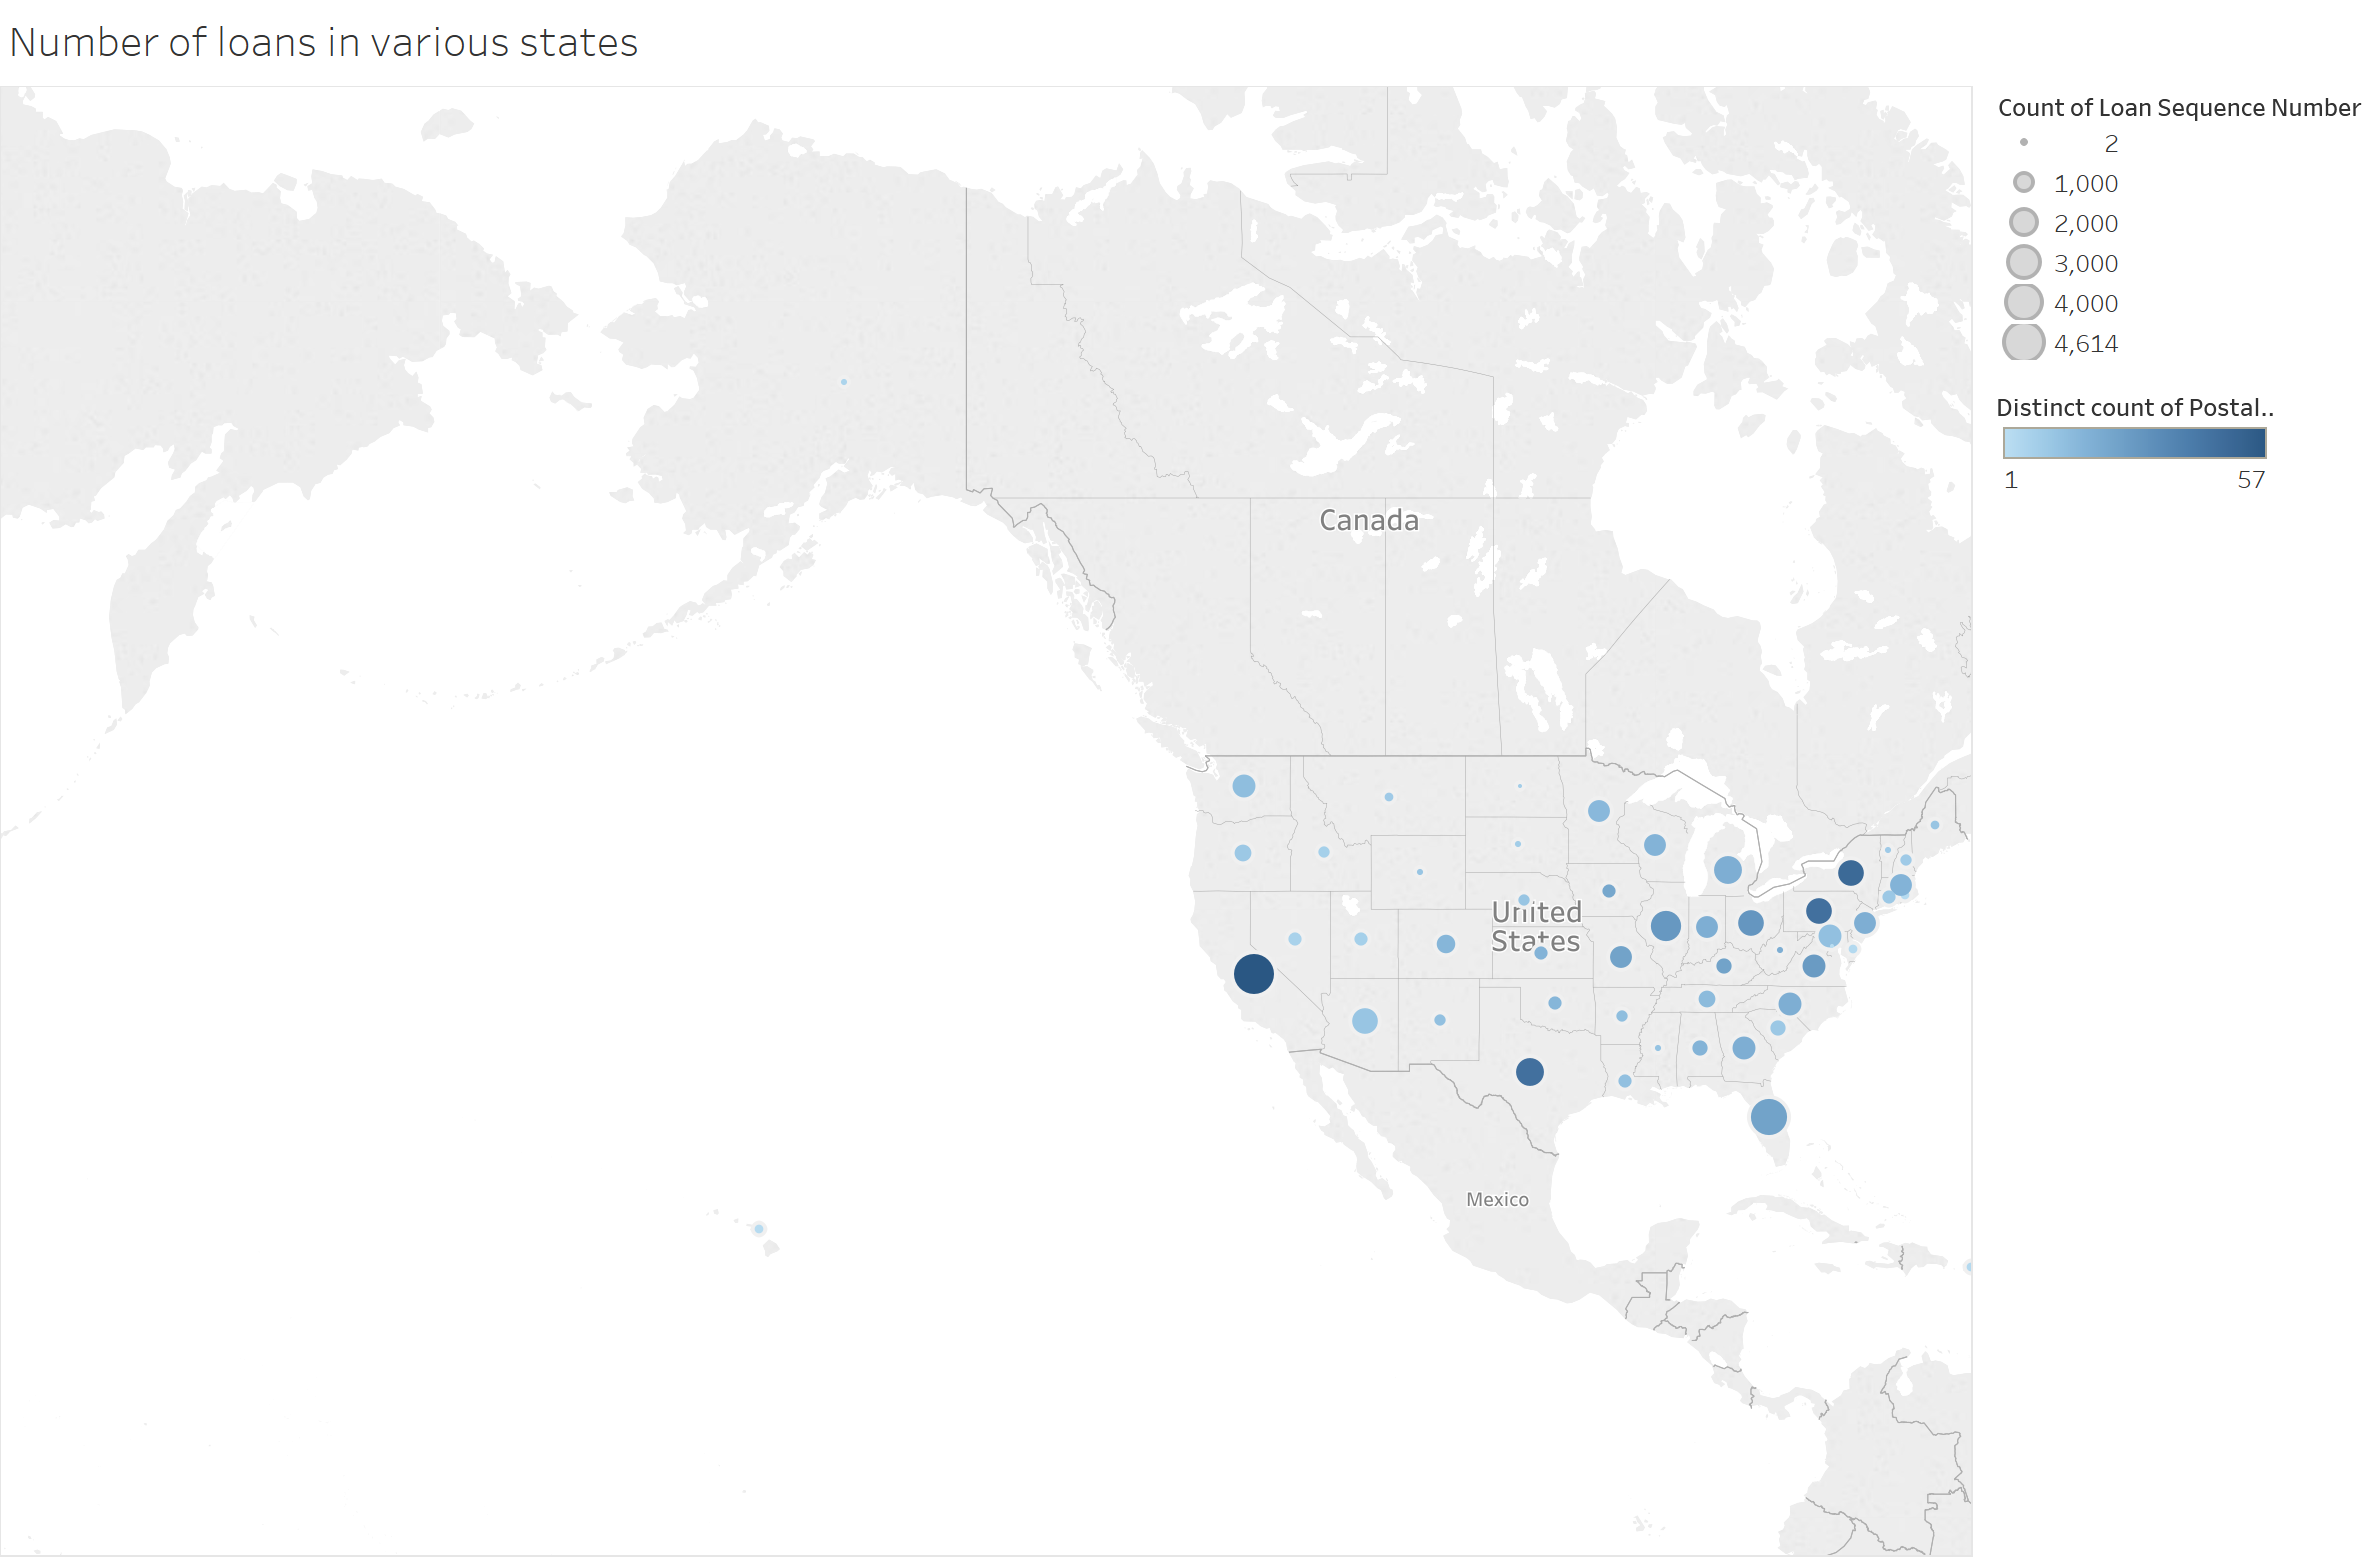 Number of loans in various states
Count of Loan Sequence Number
2
1,000
2,000
3,000
4,000
4,614
Distinct count of Postal..
1 57
Canada
United
States
Mexico